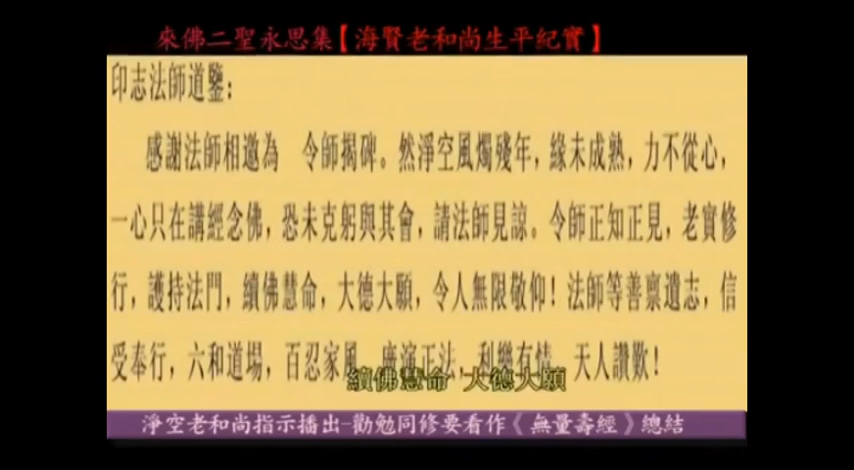 來佛二聖永思集【海賢老和尚生平紀實】
印志法師道鑒：
感謝法師相邀為　令師揭碑。然淨空風燭殘年，緣未成熟，力不從心，
一心只在講經念佛，恐未克躬與其會，請法師見諒。令師正知正見，老實修
行，護持法門，續佛慧命，大德大願，令人無限敬仰！法師等善禀遺志，信
受奉行，六和道場，百忍家風，廣演正法，利樂有情，天人讚歎！
續佛慧命 大德大願
淨空老和尚指示播出-勸勉同修要看作《無量壽經》總結